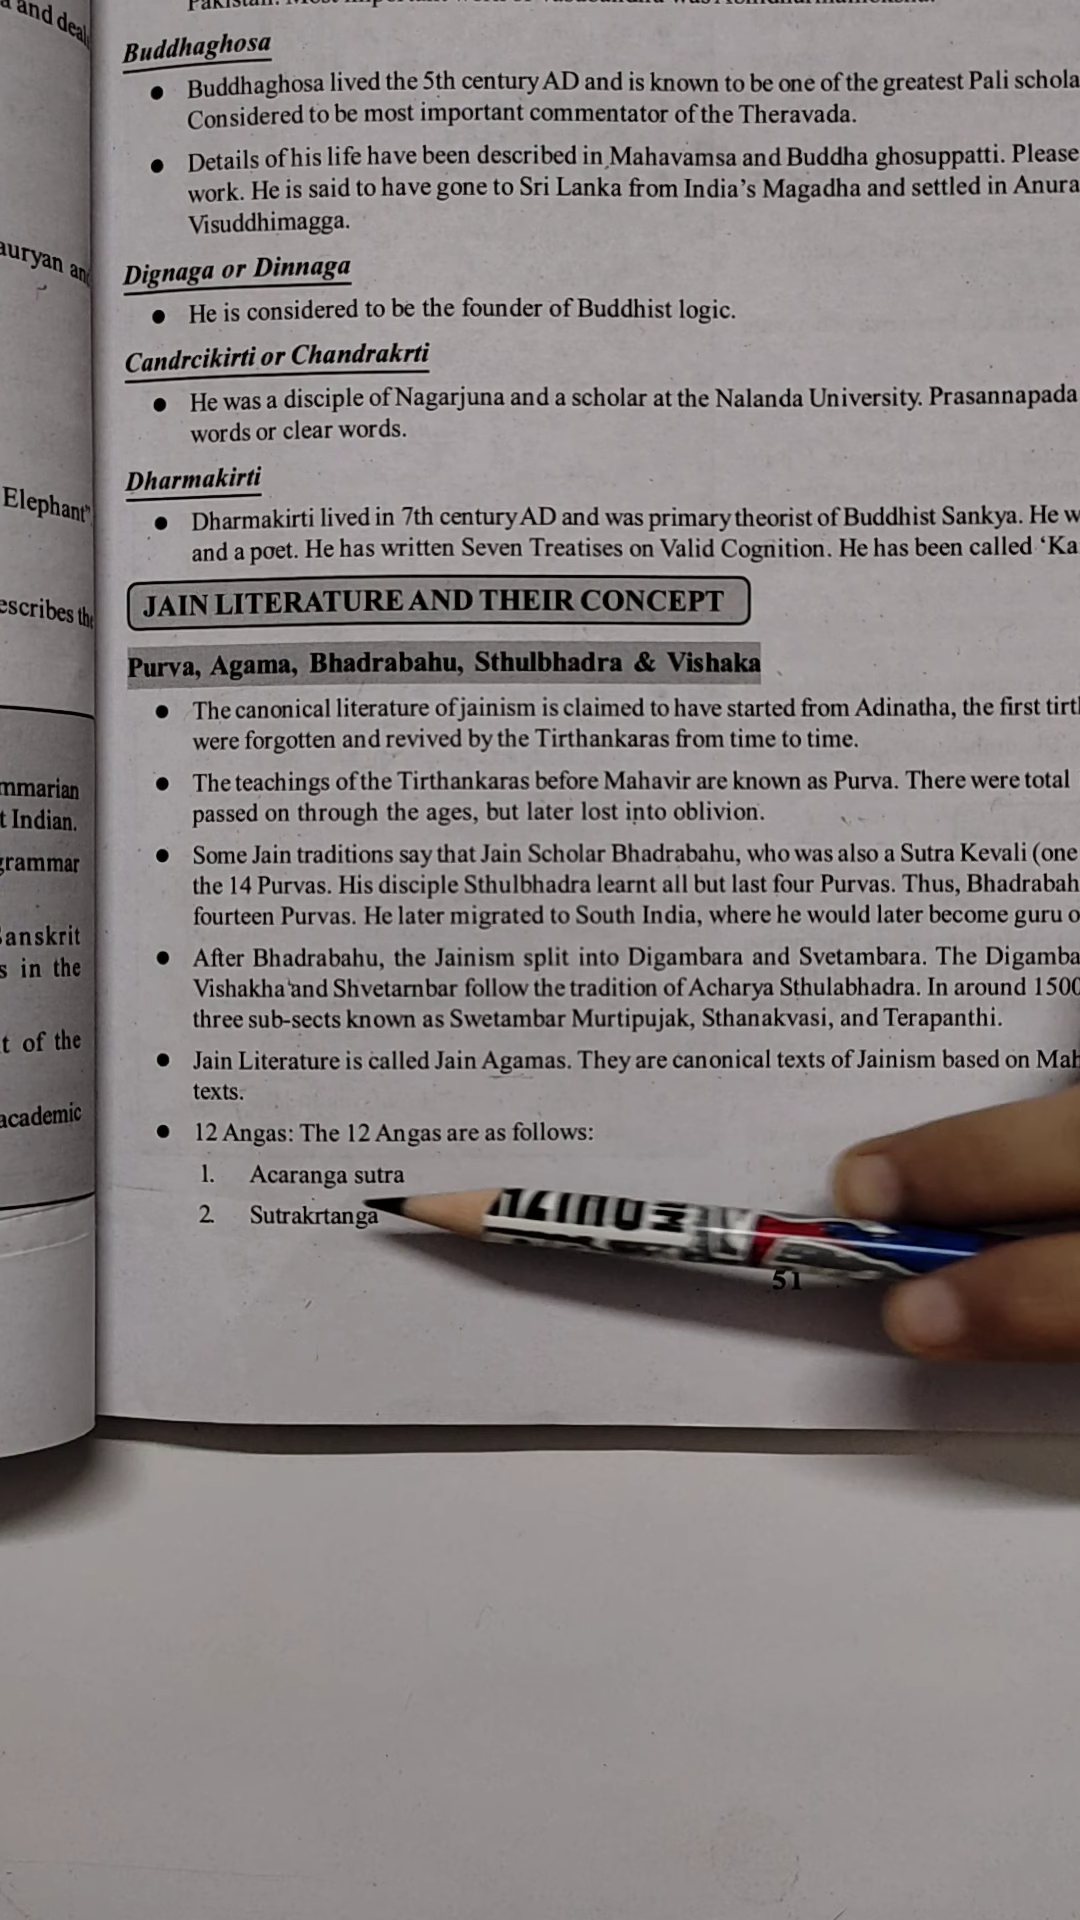 and deal
Buddhaghosa
Buddhaghosa lived the 5th century AD and is known to be one of the greatest Pali schola
Considered to be most important commentator of the Theravada.
Details of his life have been described in Mahavamsa and Buddha ghosuppatti. Please
work. He is said to have gone to Sri Lanka from India's Magadha and settled in Anura
Visuddhimagga.
auryan and
Dignaga or Dinnaga
He is considered to be the founder of Buddhist logic.
Candrcikirti or Chandrakrti
He was a disciple of Nagarjuna and a scholar at the Nalanda University. Prasannapada
words or clear words.
Dharmakirti
Elephant"
Dharmakirti lived in 7th century AD and was primary theorist of Buddhist Sankya. He w
and a poet. He has written Seven Treatises on Valid Cognition. He has been called 'Ka
escribes the
JAIN LITERATURE AND THEIR CONCEPT
Purva, Agama, Bhadrabahu, Sthulbhadra & Vishaka
The canonical literature of jainism is claimed to have started from Adinatha, the first tirth
were forgotten and revived by the Tirthankaras from time to time.
The teachings of the Tirthankaras before Mahavir are known as Purva. There were total
passed on through the ages, but later lost into oblivion.
Some Jain traditions say that Jain Scholar Bhadrabahu, who was also a Sutra Kevali (one
the 14 Purvas. His disciple Sthulbhadra learnt all but last four Purvas. Thus, Bhadrabah
fourteen Purvas. He later migrated to South India, where he would later become guru o
After Bhadrabahu, the Jainism split into Digambara and Svetambara. The Digamba
Vishakha and Shvetarnbar follow the tradition of Acharya Sthulabhadra. In around 1500
three sub-sects known as Swetambar Murtipujak, Sthanakvasi, and Terapanthi.
Jain Literature is called Jain Agamas. They are canonical texts of Jainism based on Mah
texts.
12 Angas: The 12 Angas are as follows:
1. Acaranga sutra
2. Sutrakrtanga
51
mmarian
t Indian.
grammar
Sanskrit
s in the
t of the
academic